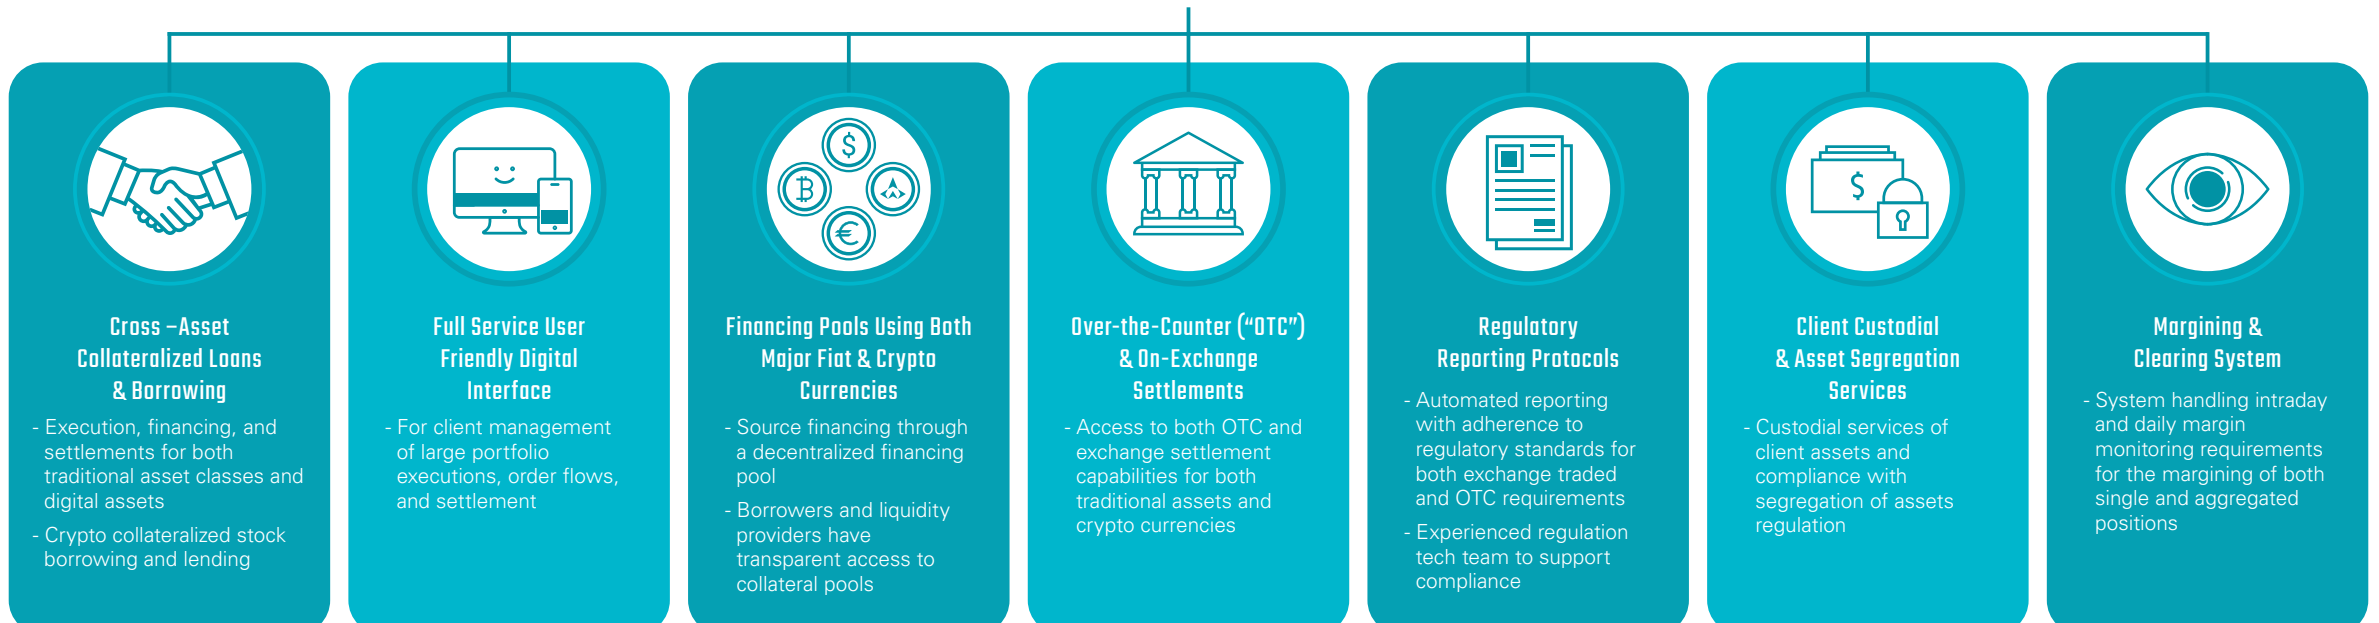 Cross –Asset
Collateralized Loans
& Borrowing
- Execution, financing, and
settlements for both
traditional asset classes and
digital assets
- Crypto collateralized stock
borrowing and lending
Full Service User
Friendly Digital
Interface
- For client management
of large portfolio
executions, order flows,
and settlement
$
₿
€
Financing Pools Using Both
Major Fiat & Crypto
Currencies
- Source financing through
a decentralized financing
pool
- Borrowers and liquidity
providers have
transparent access to
collateral pools
Over-the-Counter (“OTC”)
& On-Exchange
Settlements
- Access to both OTC and
exchange settlement
capabilities for both
traditional assets and
crypto currencies
Regulatory
Reporting Protocols
- Automated reporting
with adherence to
regulatory standards for
both exchange traded
and OTC requirements
- Experienced regulation
tech team to support
compliance
$
Client Custodial
& Asset Segregation
Services
- Custodial services of
client assets and
compliance with
segregation of assets
regulation
Margining &
Clearing System
- System handling intraday
and daily margin
monitoring requirements
for the margining of both
single and aggregated
positions